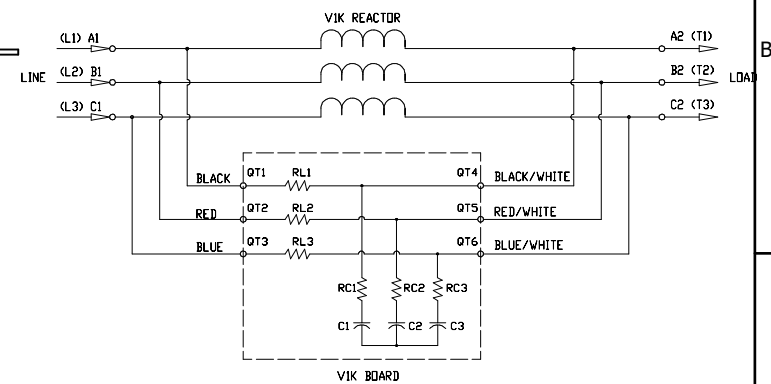 V1K REACTOR
(L1) A1
A2 (T1)
B
LINE
(L2) B1
B2 (T2)
LOAD
(L3) C1
C2 (T3)
BLACK
QT1
RL1
QT4
BLACK/WHITE
RED
QT2
RL2
QT5
RED/WHITE
BLUE
QT3
RL3
QT6
BLUE/WHITE
RC1
RC2
RC3
C1
C2
C3
V1K BOARD